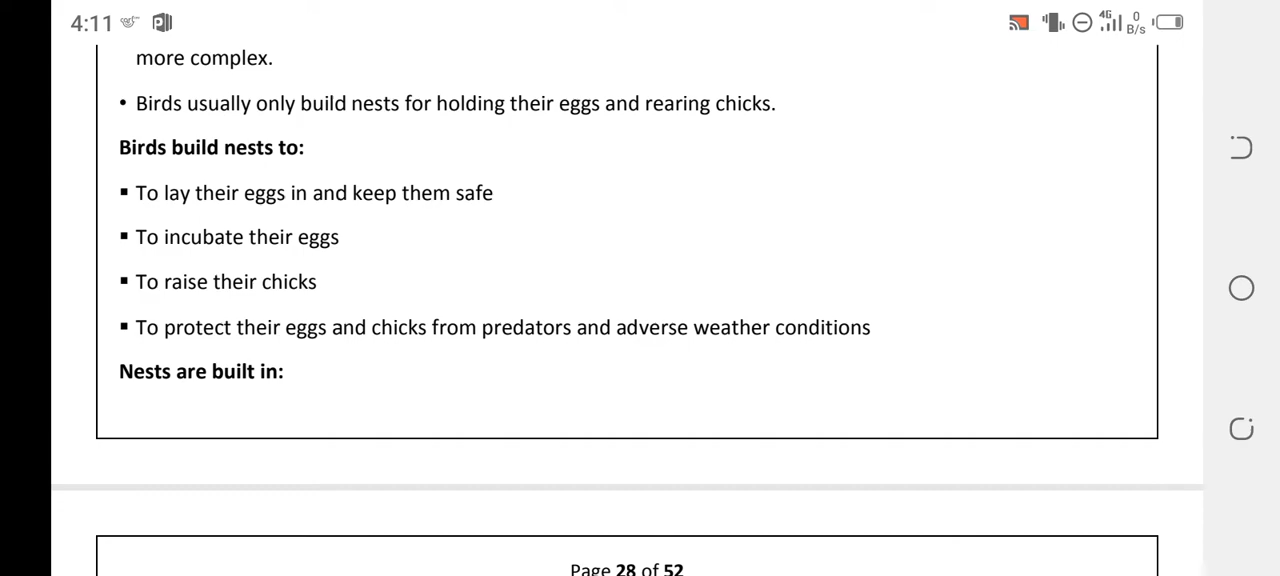 4:11
4G 0 B/s
more complex.
• Birds usually only build nests for holding their eggs and rearing chicks.
Birds build nests to:
▪ To lay their eggs in and keep them safe
▪ To incubate their eggs
▪ To raise their chicks
▪ To protect their eggs and chicks from predators and adverse weather conditions
Nests are built in:
Page 28 of 52